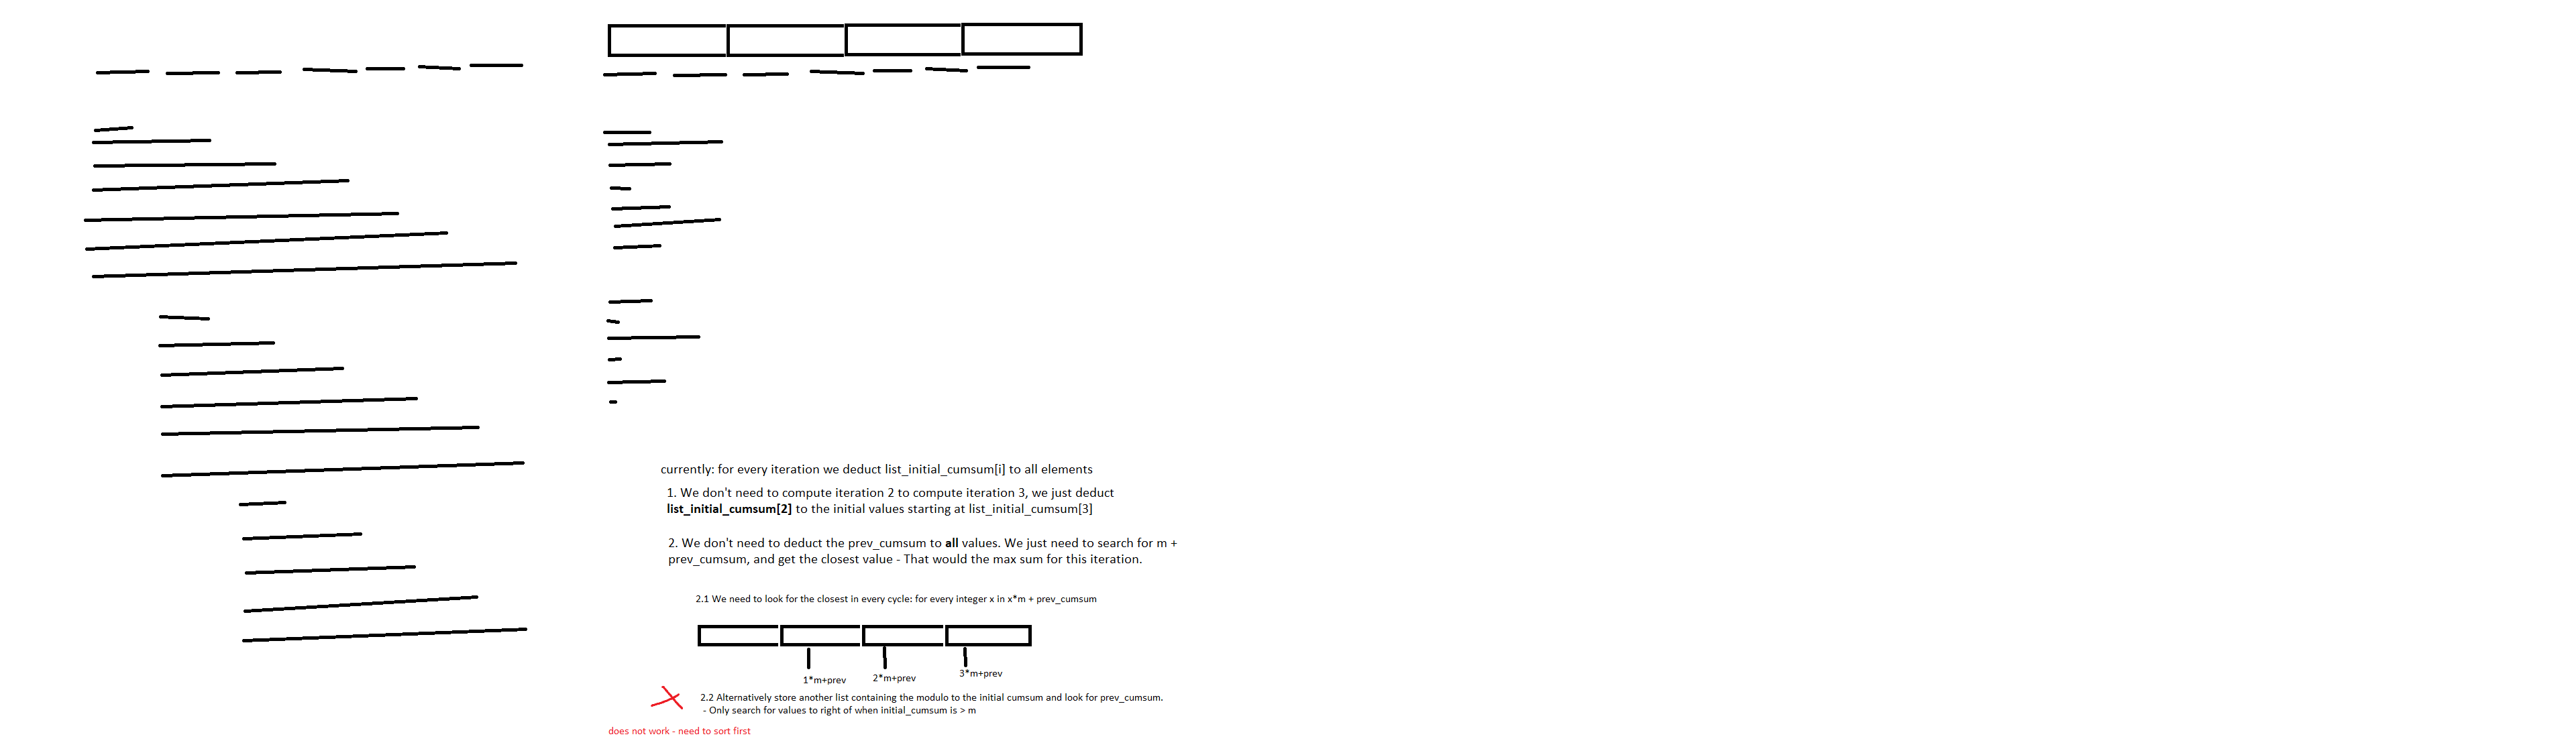 currently: for every iteration we deduct list_initial_cumsum[i] to all elements
1. We don't need to compute iteration 2 to compute iteration 3, we just deduct
list_initial_cumsum[2] to the initial values starting at list_initial_cumsum[3]
2. We don't need to deduct the prev_cumsum to all values. We just need to search for m +
prev_cumsum, and get the closest value - That would the max sum for this iteration.
2.1 We need to look for the closest in every cycle: for every integer x in x*m + prev_cumsum
1*m+prev
2*m+prev
3*m+prev
2.2 Alternatively store another list containing the modulo to the initial cumsum and look for prev_cumsum.
- Only search for values to right of when initial_cumsum is > m
does not work - need to sort first